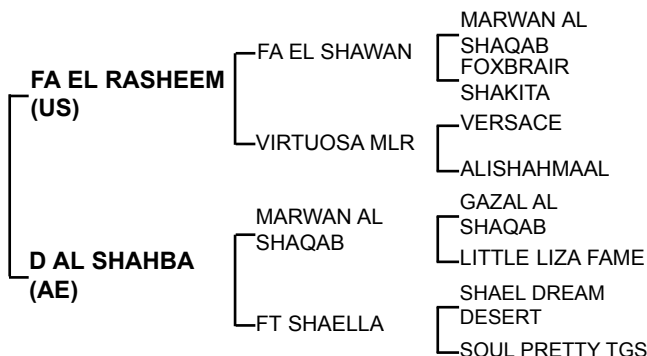 FA EL RASHEEM
(US)
FA EL SHAWAN
MARWAN AL
SHAQAB
FOXBRAIR
SHAKITA
VIRTUOSA MLR
VERSACE
ALISHAHMAAL
D AL SHAHBA
(AE)
MARWAN AL
SHAQAB
GAZAL AL
SHAQAB
LITTLE LIZA FAME
FT SHAELLA
SHAEL DREAM
DESERT
SOUL PRETTY TGS